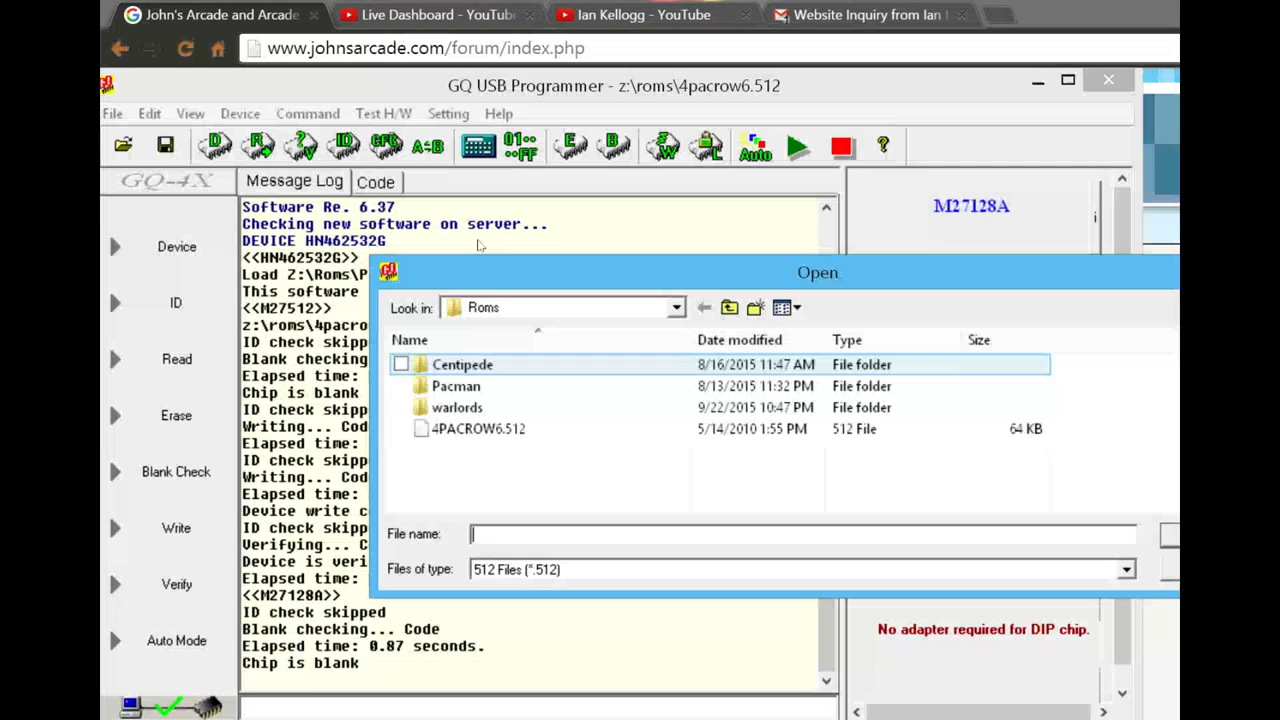 John's Arcade and Arcade
Live Dashboard - YouTub
Ian Kellogg - YouTube
Website Inquiry from Ian
www.johnsarcade.com/forum/index.php
GQ USB Programmer - z:\roms\4pacrow6.512
File Edit View Device Command Test H/W Setting Help
GQ-4X
Message Log
Code
Software Re. 6.37
Checking new software on server...
DEVICE HN462532G
<<HN462532G>>
Load Z:\Roms\P
This software
<<M27512>>
z:\roms\4pacro
ID check skipp
Blank checking
Elapsed time:
Chip is blank
ID check skipp
Writing... Cod
Elapsed time:
ID check skipp
Writing... Cod
Elapsed time:
Device write c
ID check skipp
Verifying... C
Device is veri
Elapsed time:
<<M27128A>>
ID check skipped
Blank checking... Code
Elapsed time: 0.87 seconds.
Chip is blank
Device
ID
Read
Erase
Blank Check
Write
Verify
Auto Mode
M27128A
Open
Look in: Roms
Name Date modified Type Size
Centipede 8/16/2015 11:47 AM File folder
Pacman 8/13/2015 11:32 PM File folder
warlords 9/22/2015 10:47 PM File folder
4PACROW6.512 5/14/2010 1:55 PM 512 File 64 KB
File name:
Files of type: 512 Files (*.512)
No adapter required for DIP chip.